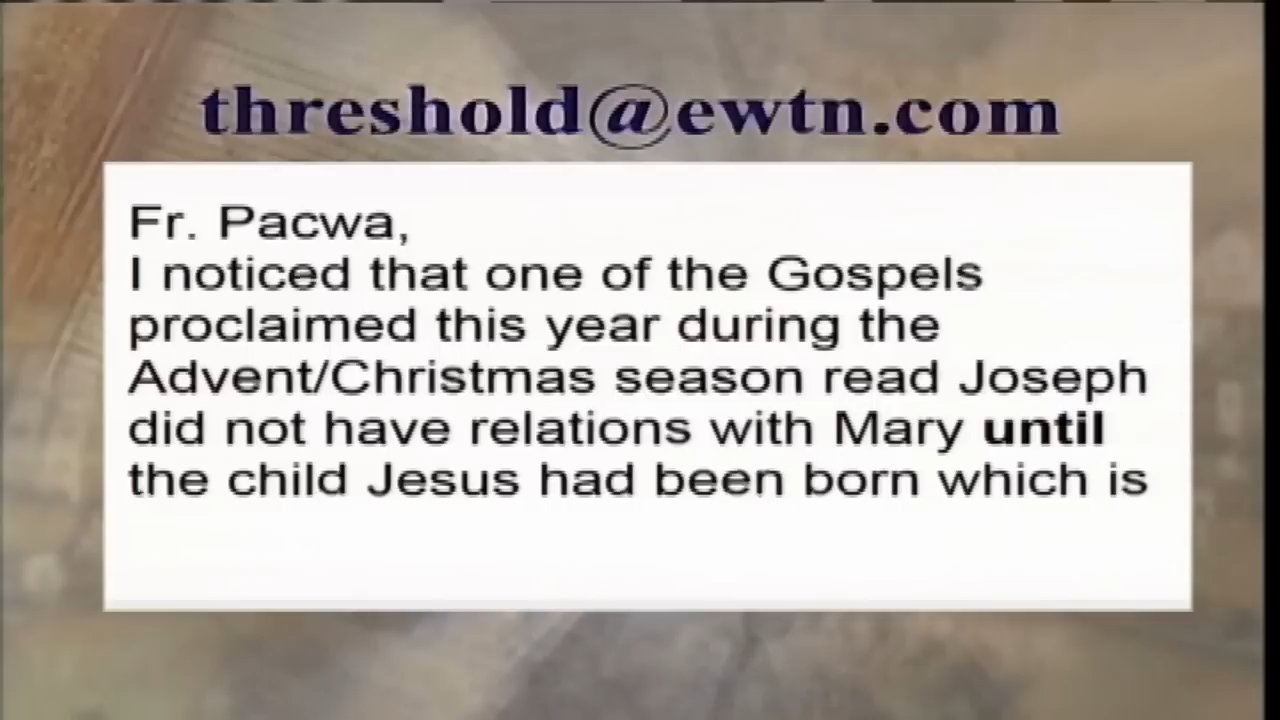 threshold@ewtn.com
Fr. Pacwa,
I noticed that one of the Gospels
proclaimed this year during the
Advent/Christmas season read Joseph
did not have relations with Mary until
the child Jesus had been born which is